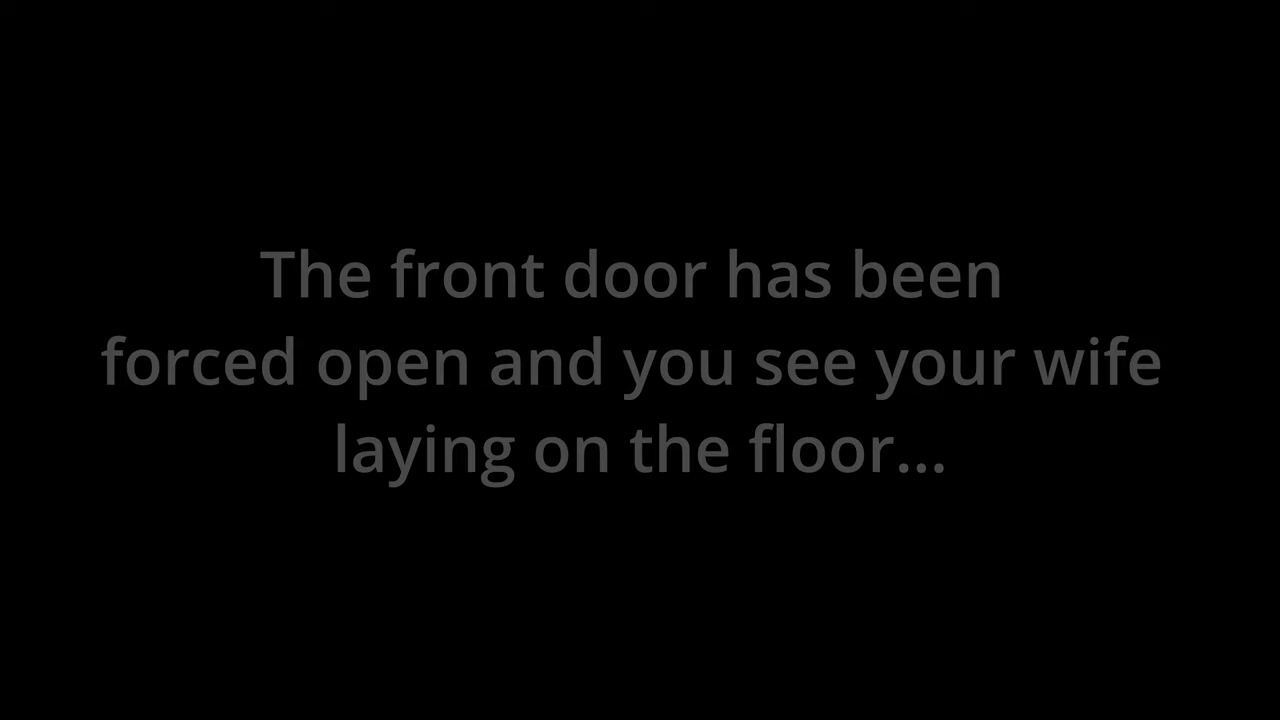 The front door has been
forced open and you see your wife
laying on the floor...